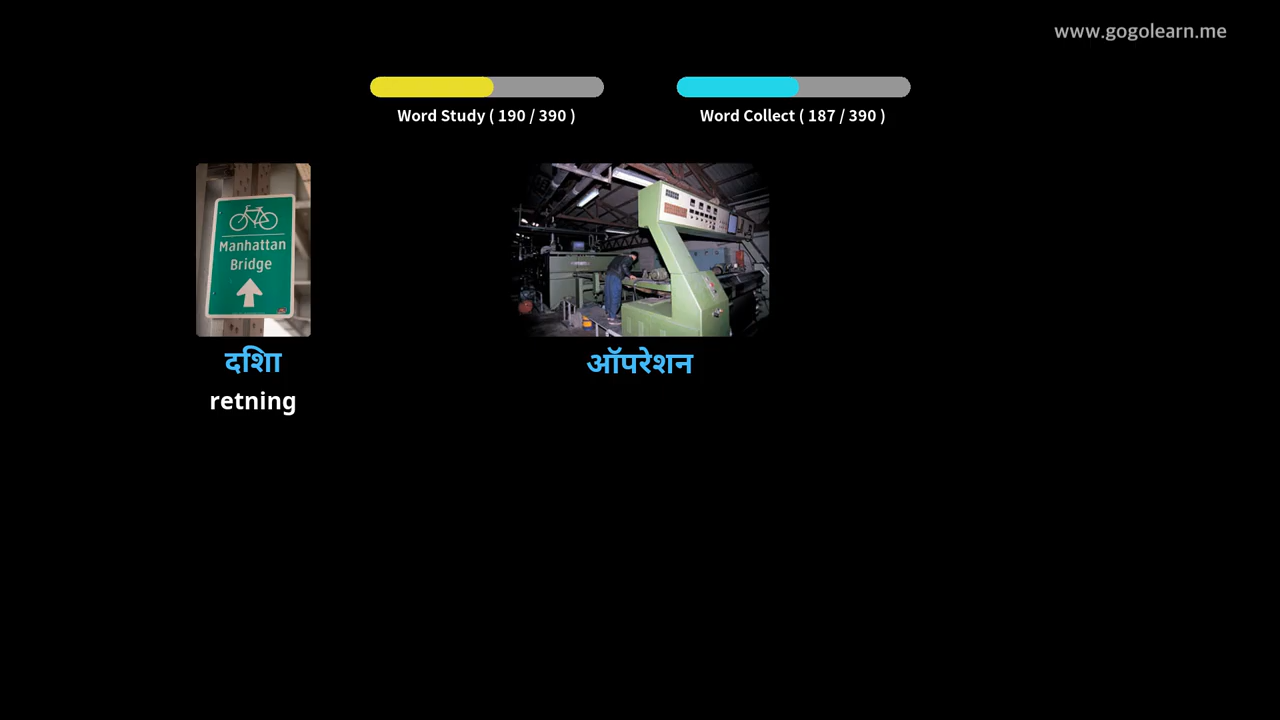 www.gogolearn.me
Word Study ( 190 / 390 )
Word Collect ( 187 / 390 )
Manhattan
Bridge
दिशा
ऑपरेशन
retning